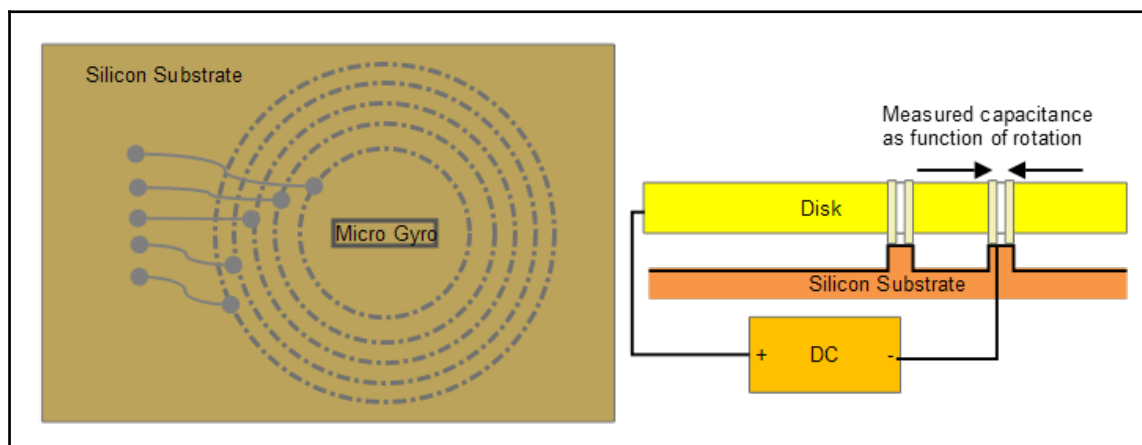 Silicon Substrate
Micro Gyro
Measured capacitance
as function of rotation
Disk
Silicon Substrate
+ DC -